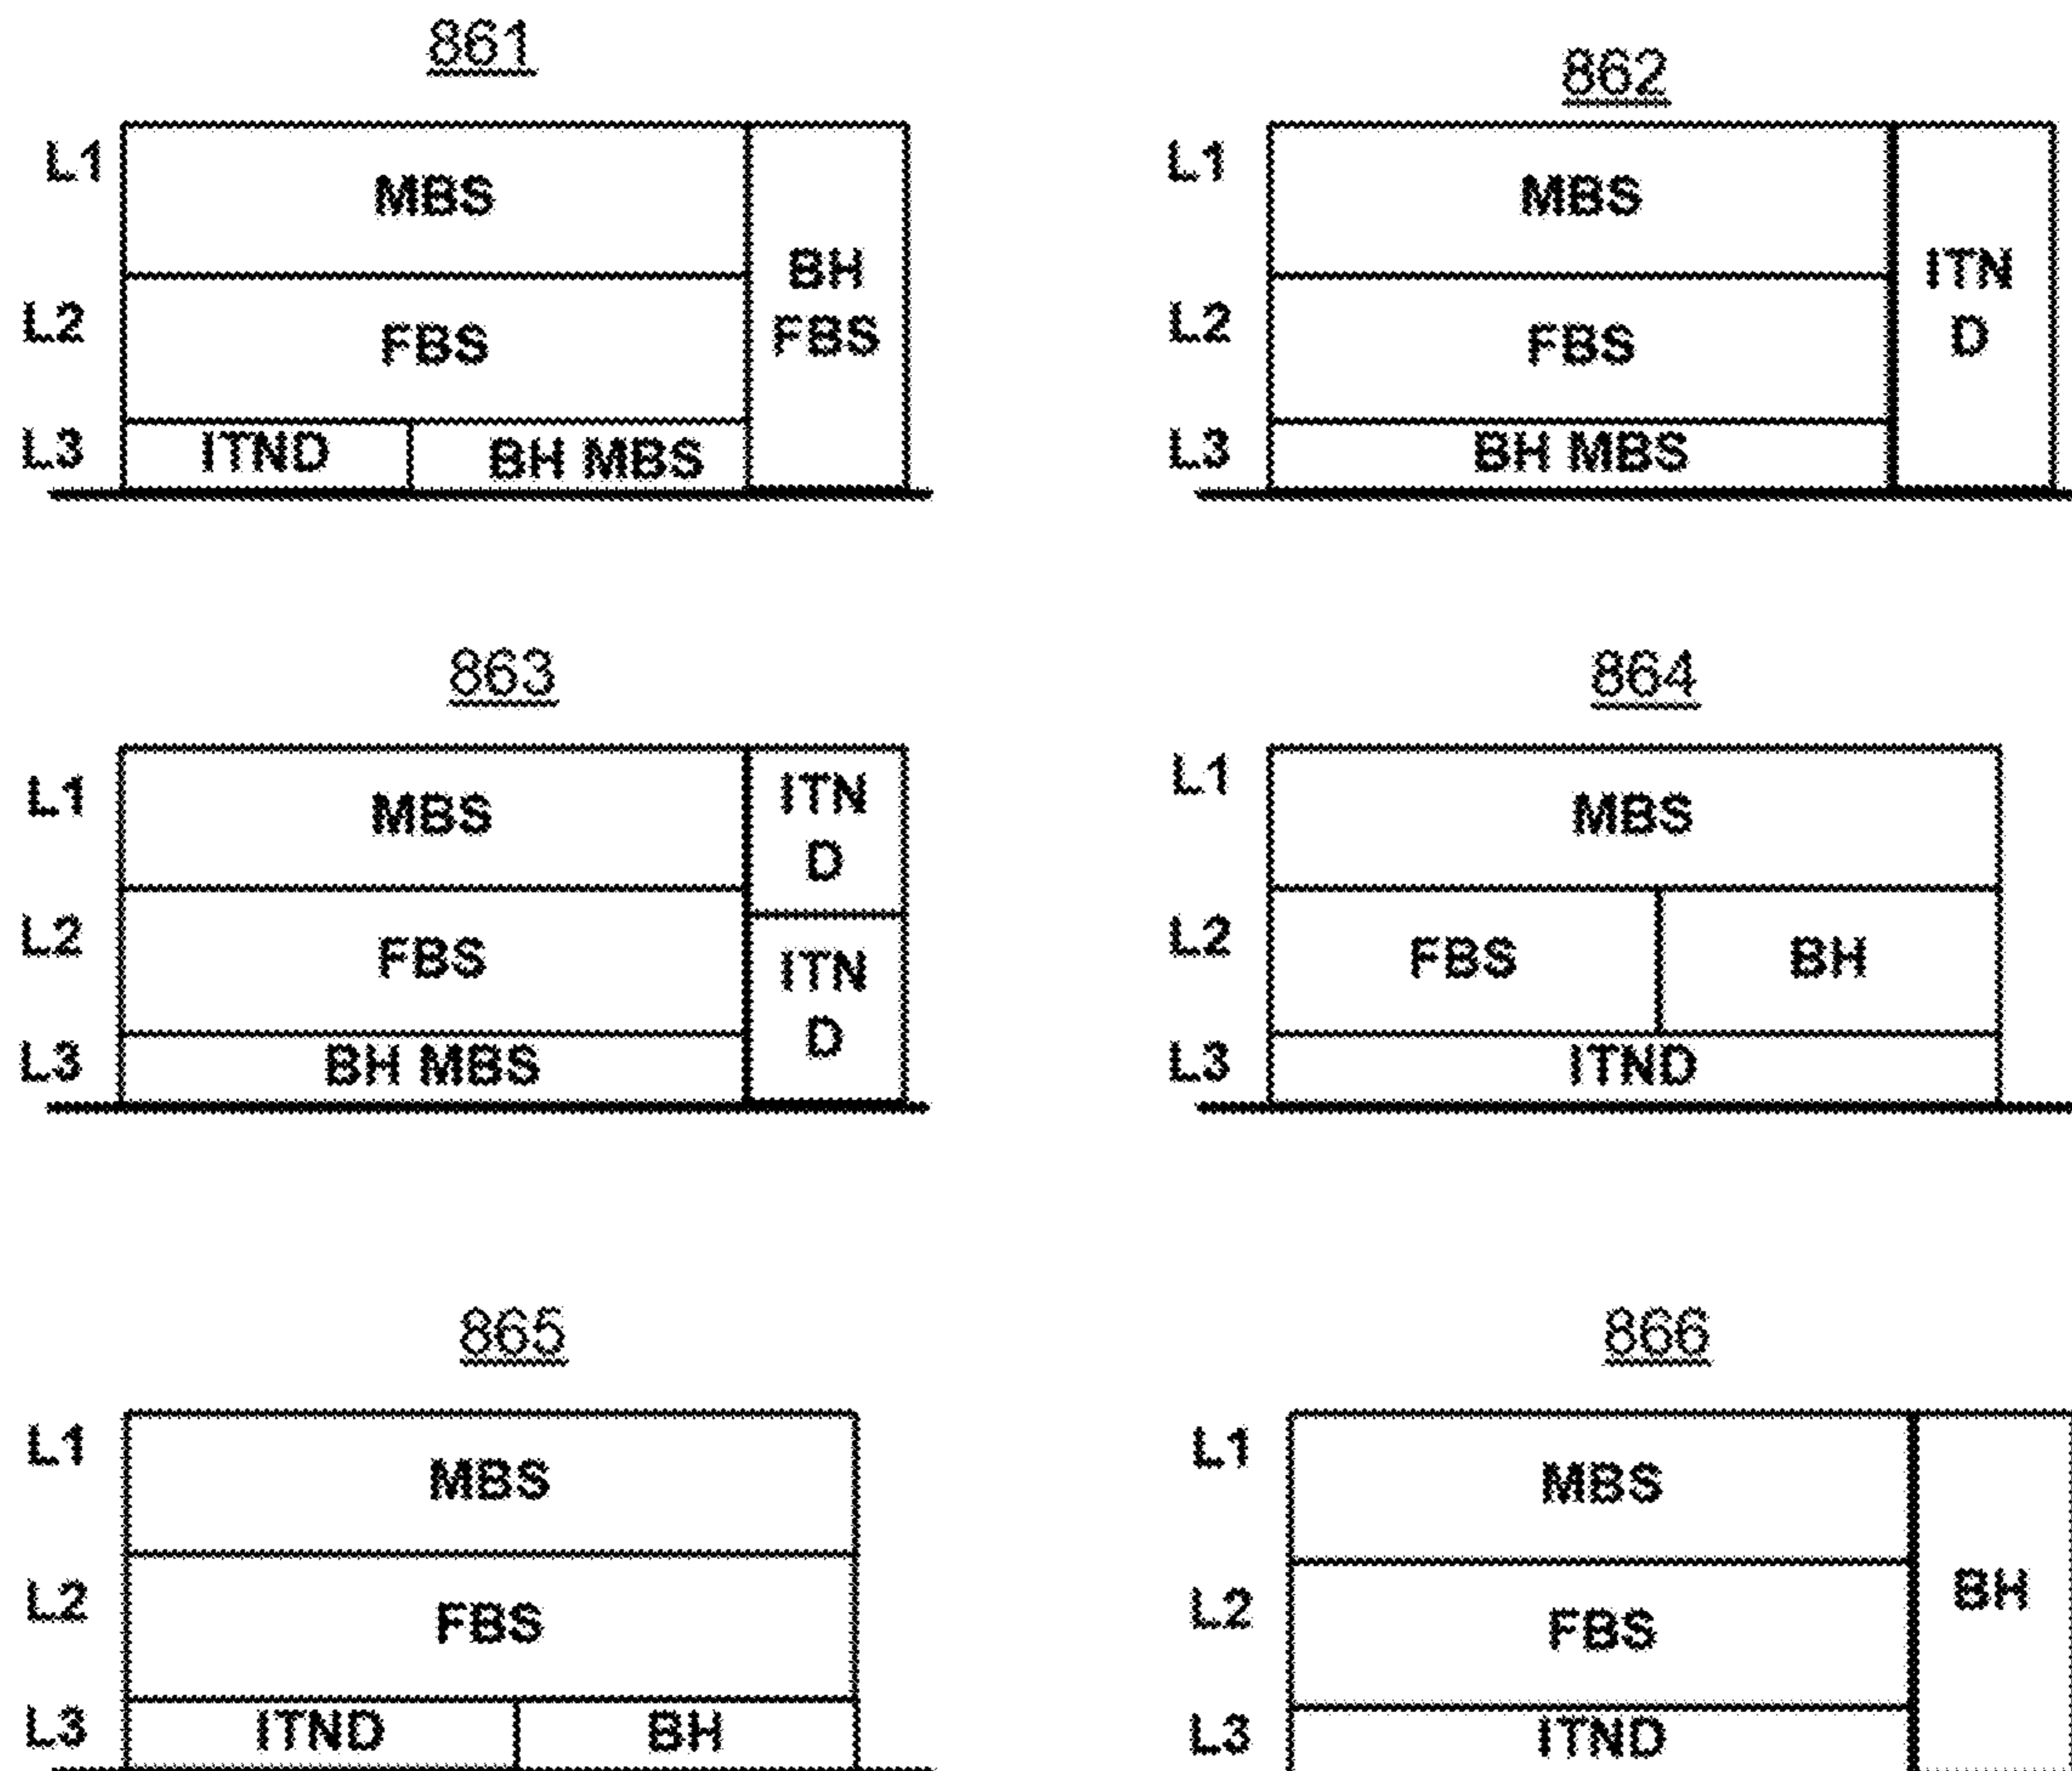 861
L1
MBS
L2
FBS
L3
ITND
BH MBS
BH
FBS
862
L1
MBS
L2
FBS
L3
BH MBS
ITN
D
863
L1
MBS
L2
FBS
L3
BH MBS
ITN
D
ITN
D
864
L1
MBS
L2
FBS
BH
L3
ITND
865
L1
MBS
L2
FBS
L3
ITND
BH
866
L1
MBS
L2
FBS
L3
ITND
BH